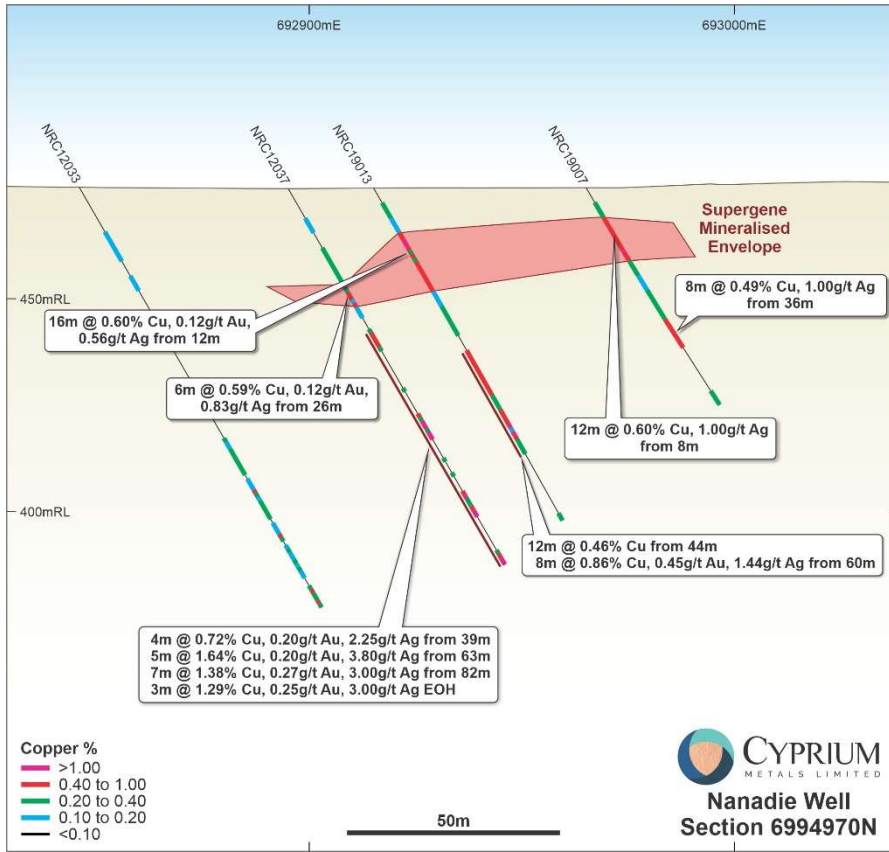 692900mE
693000mE
NRC12033
NRC12037
NRC19013
NRC19007
Supergene
Mineralised
Envelope
450mRL
8m @ 0.49% Cu, 1.00g/t Ag
from 36m
16m @ 0.60% Cu, 0.12g/t Au,
0.56g/t Ag from 12m
6m @ 0.59% Cu, 0.12g/t Au,
0.83g/t Ag from 26m
12m @ 0.60% Cu, 1.00g/t Ag
from 8m
400mRL
12m @ 0.46% Cu from 44m
8m @ 0.86% Cu, 0.45g/t Au, 1.44g/t Ag from 60m
4m @ 0.72% Cu, 0.20g/t Au, 2.25g/t Ag from 39m
5m @ 1.64% Cu, 0.20g/t Au, 3.80g/t Ag from 63m
7m @ 1.38% Cu, 0.27g/t Au, 3.00g/t Ag from 82m
3m @ 1.29% Cu, 0.25g/t Au, 3.00g/t Ag EOH
Copper %
>1.00
0.40 to 1.00
0.20 to 0.40
0.10 to 0.20
<0.10
50m
CYPRIUM
METALS LIMITED
Nanadie Well
Section 6994970N